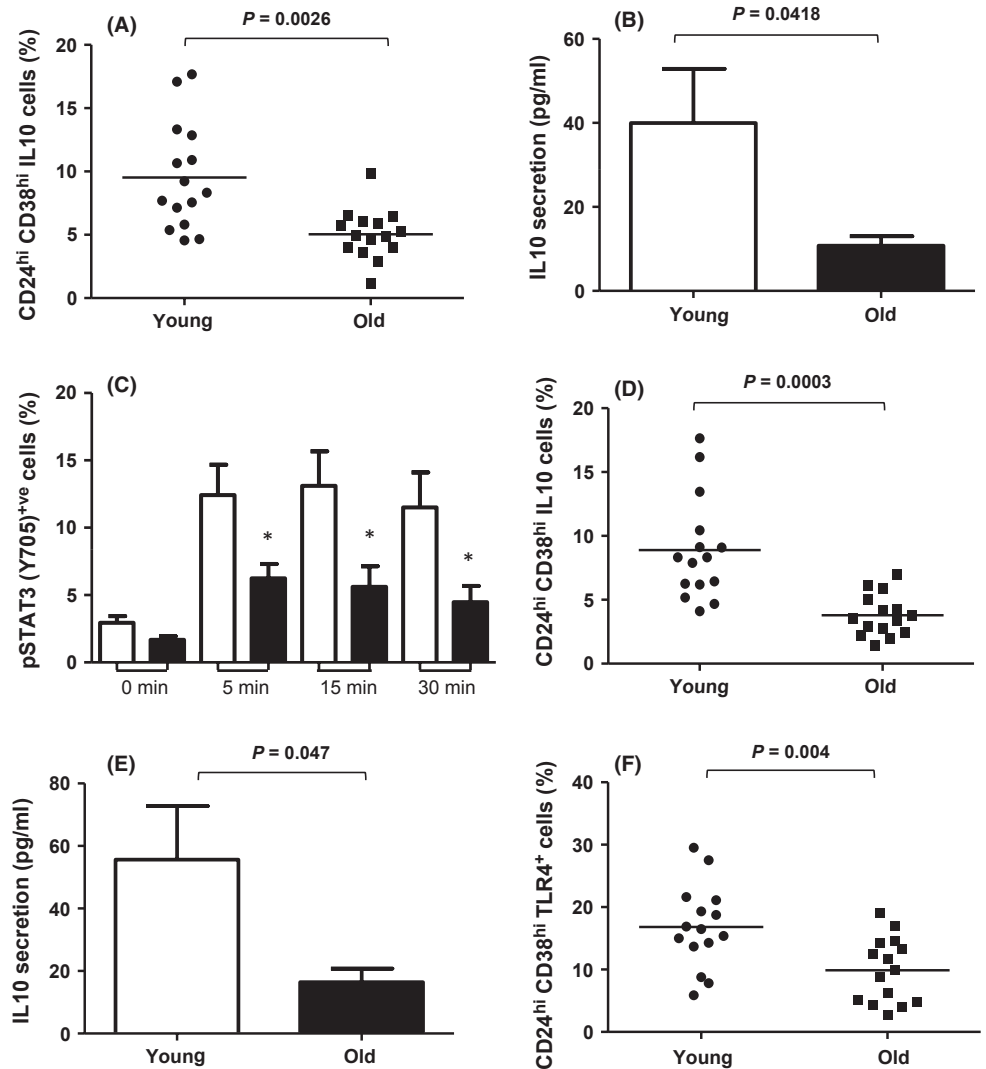 (A)
P = 0.0026
CD24hi CD38hi IL10 cells (%)
20
15
10
5
0
Young
Old
(B)
P = 0.0418
IL10 secretion (pg/ml)
60
40
20
0
Young
Old
(C)
pSTAT3 (Y705)+ve cells (%)
20
15
10
5
0
*
*
*
0 min
5 min
15 min
30 min
(D)
P = 0.0003
CD24hi CD38hi IL10 cells (%)
20
15
10
5
0
Young
Old
(E)
P = 0.047
IL10 secretion (pg/ml)
80
60
40
20
0
Young
Old
(F)
P = 0.004
CD24hi CD38hi TLR4+ cells (%)
40
30
20
10
0
Young
Old